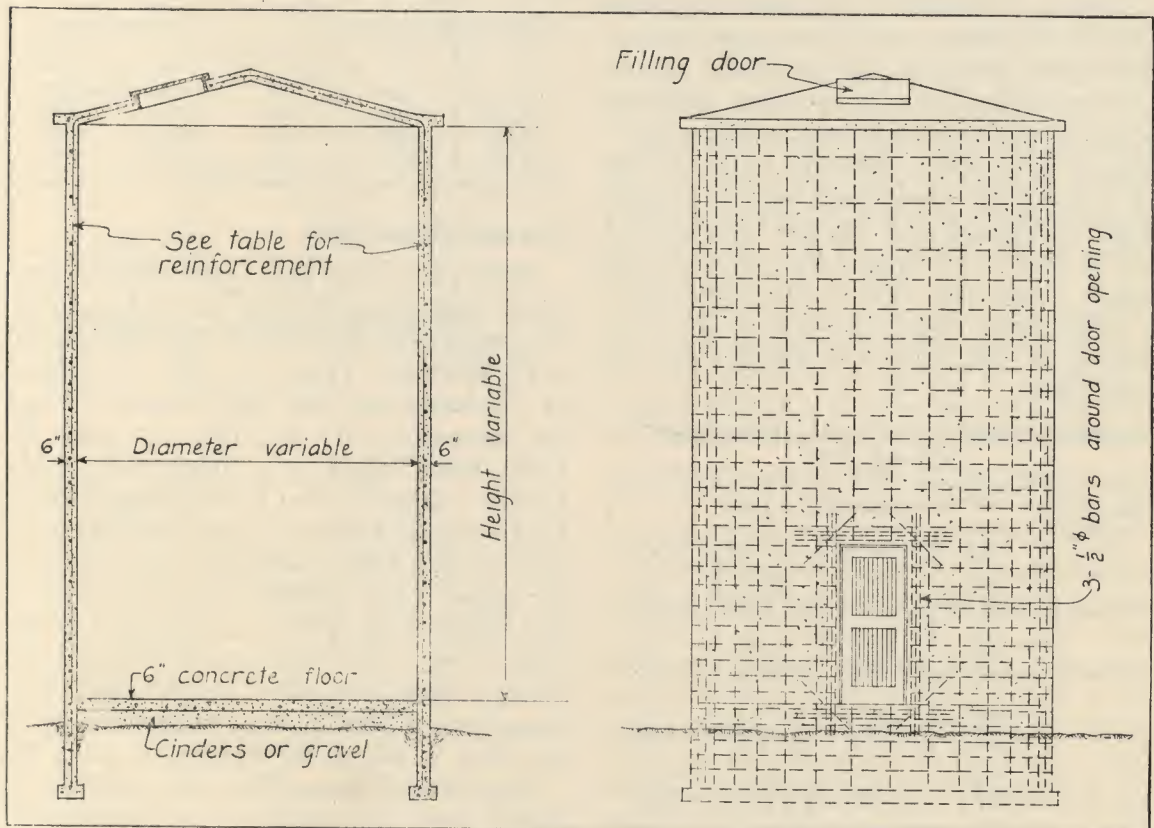 Filling door
See table for
reinforcement
6" Diameter variable 6"
Height variable
6" concrete floor
Cinders or gravel
3-1/2"ϕ bars around door opening